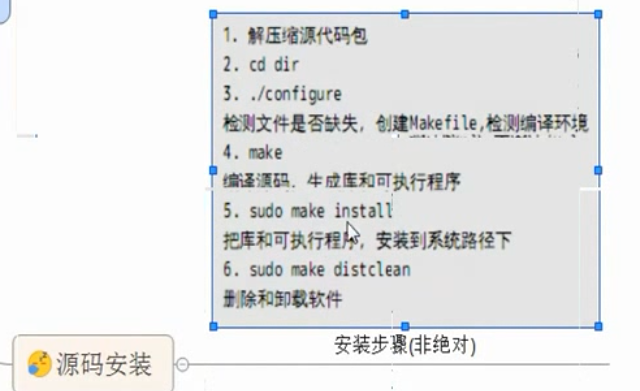 1. 解压缩源代码包
2. cd dir
3. ./configure
检测文件是否缺失，创建Makefile,检测编译环境
4. make
编译源码，生成库和可执行程序
5. sudo make install
把库和可执行程序，安装到系统路径下
6. sudo make distclean
删除和卸载软件
安装步骤(非绝对)
源码安装